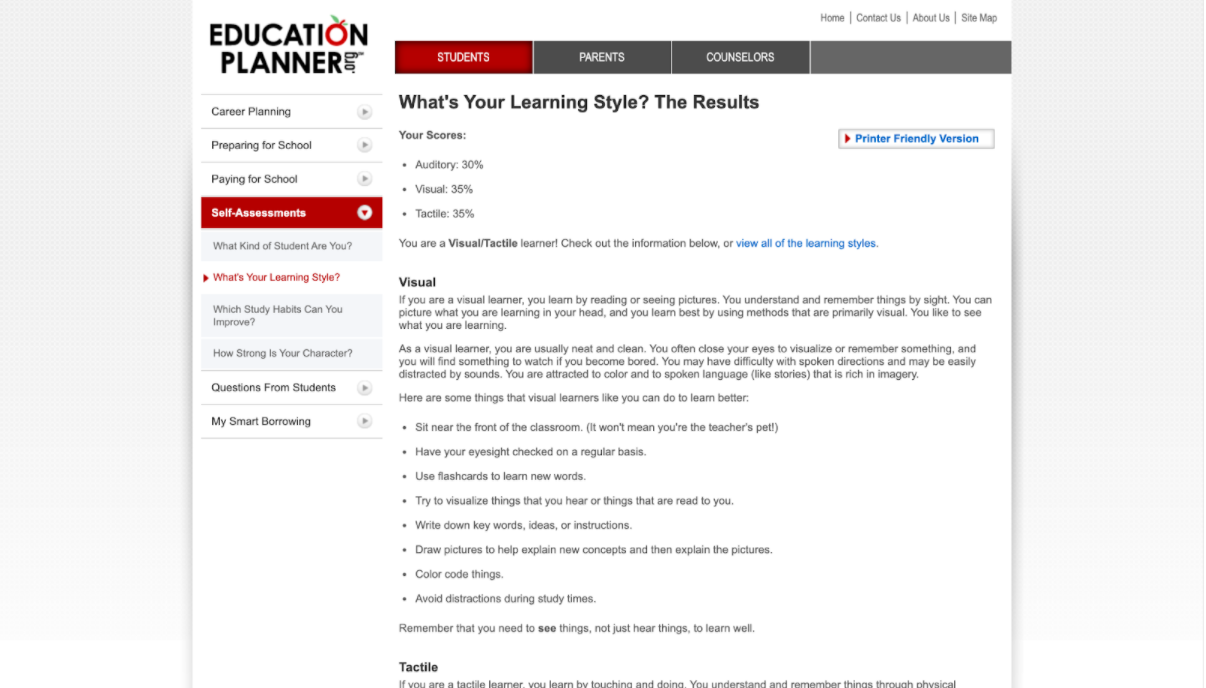 Home | Contact Us | About Us | Site Map
EDUCATION
PLANNER.org
STUDENTS
PARENTS
COUNSELORS
Career Planning
Preparing for School
Paying for School
Self-Assessments
What Kind of Student Are You?
What's Your Learning Style?
Which Study Habits Can You
Improve?
How Strong Is Your Character?
Questions From Students
My Smart Borrowing
What's Your Learning Style? The Results
Your Scores:
Printer Friendly Version
• Auditory: 30%
• Visual: 35%
• Tactile: 35%
You are a Visual/Tactile learner! Check out the information below, or view all of the learning styles.
Visual
If you are a visual learner, you learn by reading or seeing pictures. You understand and remember things by sight. You can
picture what you are learning in your head, and you learn best by using methods that are primarily visual. You like to see
what you are learning.
As a visual learner, you are usually neat and clean. You often close your eyes to visualize or remember something, and
you will find something to watch if you become bored. You may have difficulty with spoken directions and may be easily
distracted by sounds. You are attracted to color and to spoken language (like stories) that is rich in imagery.
Here are some things that visual learners like you can do to learn better:
• Sit near the front of the classroom. (It won't mean you're the teacher's pet!)
• Have your eyesight checked on a regular basis.
• Use flashcards to learn new words.
• Try to visualize things that you hear or things that are read to you.
• Write down key words, ideas, or instructions.
• Draw pictures to help explain new concepts and then explain the pictures.
• Color code things.
• Avoid distractions during study times.
Remember that you need to see things, not just hear things, to learn well.
Tactile
If you are a tactile learner, you learn by touching and doing. You understand and remember things through physical